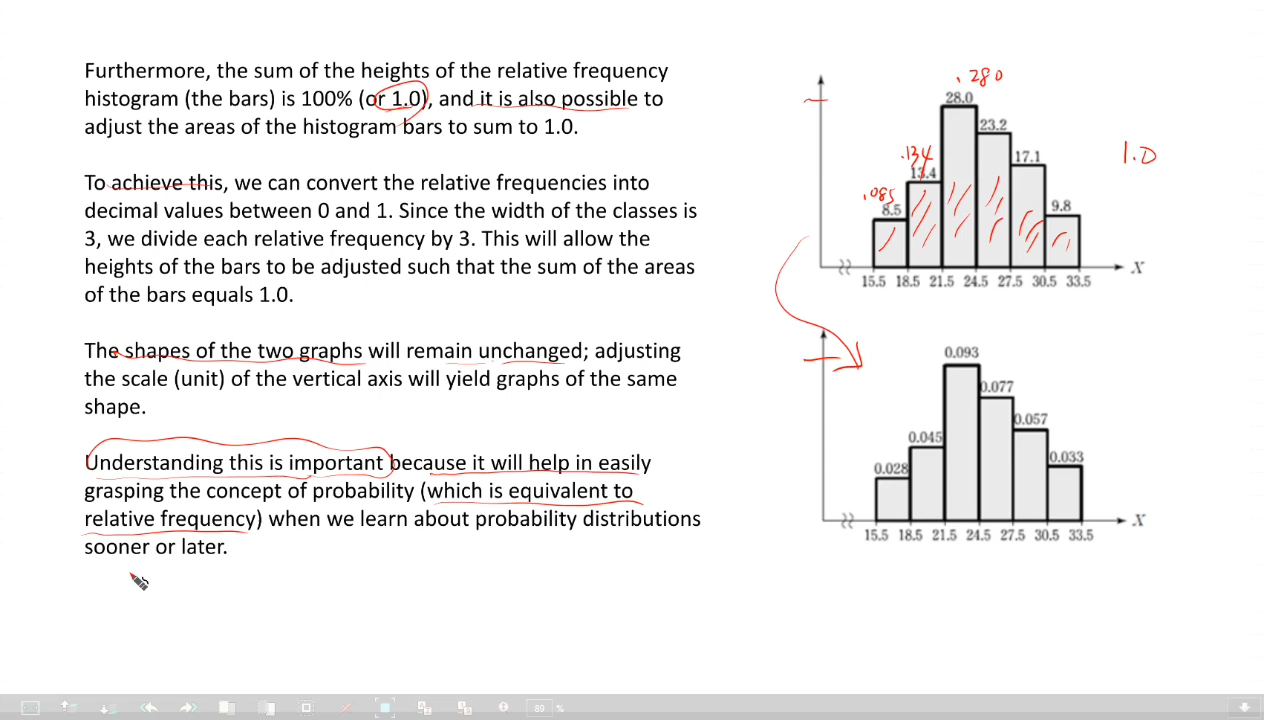 Furthermore, the sum of the heights of the relative frequency
histogram (the bars) is 100% (or 1.0), and it is also possible to
adjust the areas of the histogram bars to sum to 1.0.
To achieve this, we can convert the relative frequencies into
decimal values between 0 and 1. Since the width of the classes is
3, we divide each relative frequency by 3. This will allow the
heights of the bars to be adjusted such that the sum of the areas
of the bars equals 1.0.
The shapes of the two graphs will remain unchanged; adjusting
the scale (unit) of the vertical axis will yield graphs of the same
shape.
Understanding this is important because it will help in easily
grasping the concept of probability (which is equivalent to
relative frequency) when we learn about probability distributions
sooner or later.
.280
28.0
23.2
.134
13.4
17.1
1.0
.085
8.5
9.8
X
15.5 18.5 21.5 24.5 27.5 30.5 33.5
0.093
0.077
0.057
0.045
0.033
0.028
X
15.5 18.5 21.5 24.5 27.5 30.5 33.5
89 %